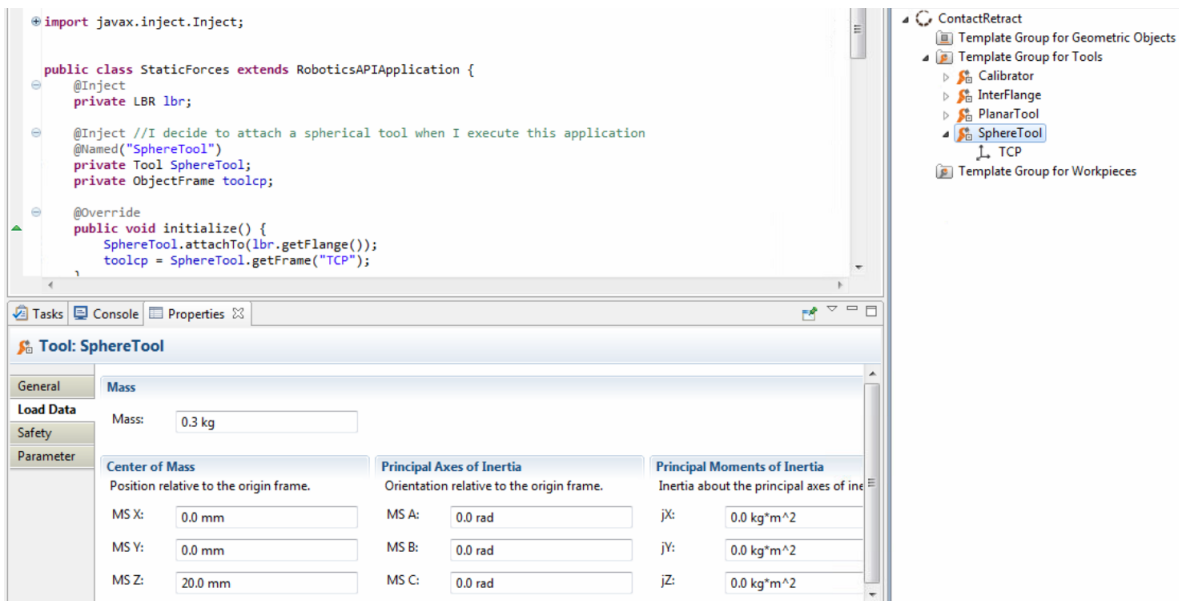 import javax.inject.Inject;
public class StaticForces extends RoboticsAPIApplication {
@Inject
private LBR lbr;
@Inject //I decide to attach a spherical tool when I execute this application
@Named("SphereTool")
private Tool SphereTool;
private ObjectFrame toolcp;
@Override
public void initialize() {
SphereTool.attachTo(lbr.getFlange());
toolcp = SphereTool.getFrame("TCP");
}
ContactRetract
Template Group for Geometric Objects
Template Group for Tools
Calibrator
InterFlange
PlanarTool
SphereTool
TCP
Template Group for Workpieces
Tasks Console Properties
Tool: SphereTool
General
Load Data
Safety
Parameter
Mass
Mass: 0.3 kg
Center of Mass
Position relative to the origin frame.
MS X: 0.0 mm
MS Y: 0.0 mm
MS Z: 20.0 mm
Principal Axes of Inertia
Orientation relative to the origin frame.
MS A: 0.0 rad
MS B: 0.0 rad
MS C: 0.0 rad
Principal Moments of Inertia
Inertia about the principal axes of ine
jX: 0.0 kg*m^2
jY: 0.0 kg*m^2
jZ: 0.0 kg*m^2